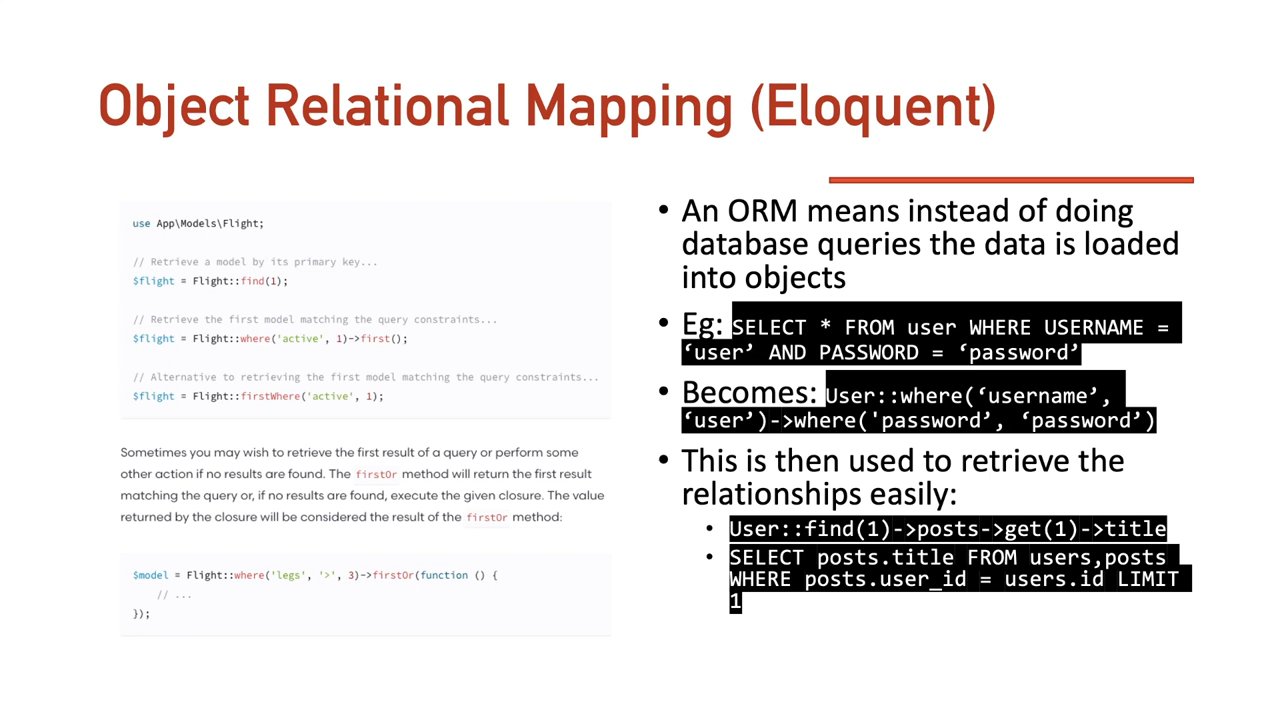 Object Relational Mapping (Eloquent)
use App\Models\Flight;
// Retrieve a model by its primary key...
$flight = Flight::find(1);
// Retrieve the first model matching the query constraints...
$flight = Flight::where('active', 1)->first();
// Alternative to retrieving the first model matching the query constraints...
$flight = Flight::firstWhere('active', 1);
Sometimes you may wish to retrieve the first result of a query or perform some
other action if no results are found. The firstOr method will return the first result
matching the query or, if no results are found, execute the given closure. The value
returned by the closure will be considered the result of the firstOr method:
$model = Flight::where('legs', '>', 3)->firstOr(function () {
// ...
});
• An ORM means instead of doing
database queries the data is loaded
into objects
• Eg: SELECT * FROM user WHERE USERNAME =
‘user’ AND PASSWORD = ‘password’
• Becomes: User::where(‘username’,
‘user’)->where('password’, ‘password’)
• This is then used to retrieve the
relationships easily:
• User::find(1)->posts->get(1)->title
• SELECT posts.title FROM users,posts
WHERE posts.user_id = users.id LIMIT
1